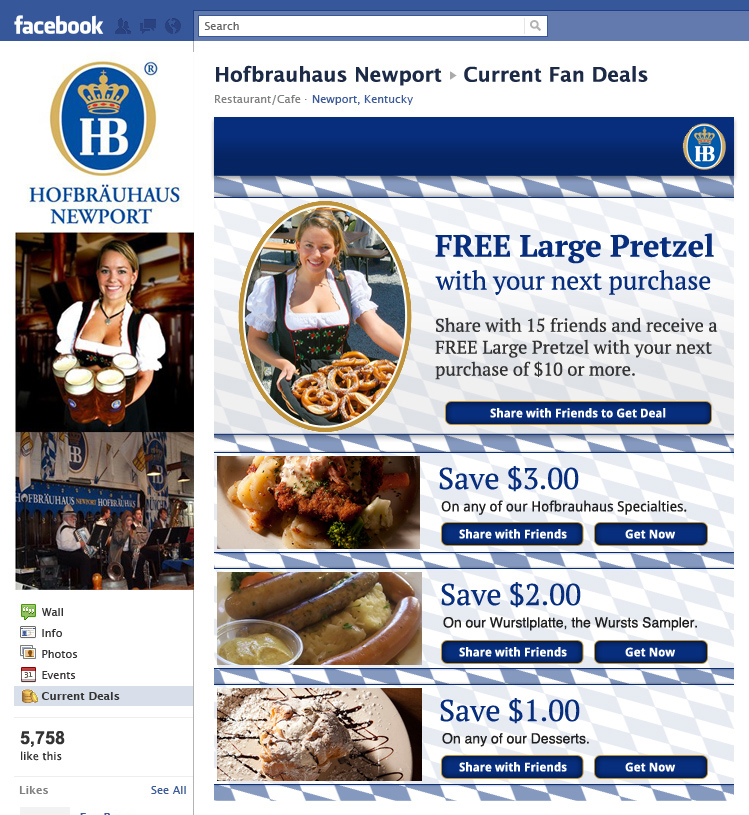 facebook
Search
HB
®
HOFBRÄUHAUS
NEWPORT
HOFBRÄUHAUS NEWPORT HOFBRÄUHAUS
Wall
Info
Photos
31
Events
Current Deals
5,758
like this
Likes
See All
Hofbrauhaus Newport ▸ Current Fan Deals
Restaurant/Cafe · Newport, Kentucky
HB
FREE Large Pretzel
with your next purchase
Share with 15 friends and receive a
FREE Large Pretzel with your next
purchase of $10 or more.
Share with Friends to Get Deal
Save $3.00
On any of our Hofbrauhaus Specialties.
Share with Friends
Get Now
Save $2.00
On our Wurstlplatte, the Wursts Sampler.
Share with Friends
Get Now
Save $1.00
On any of our Desserts.
Share with Friends
Get Now